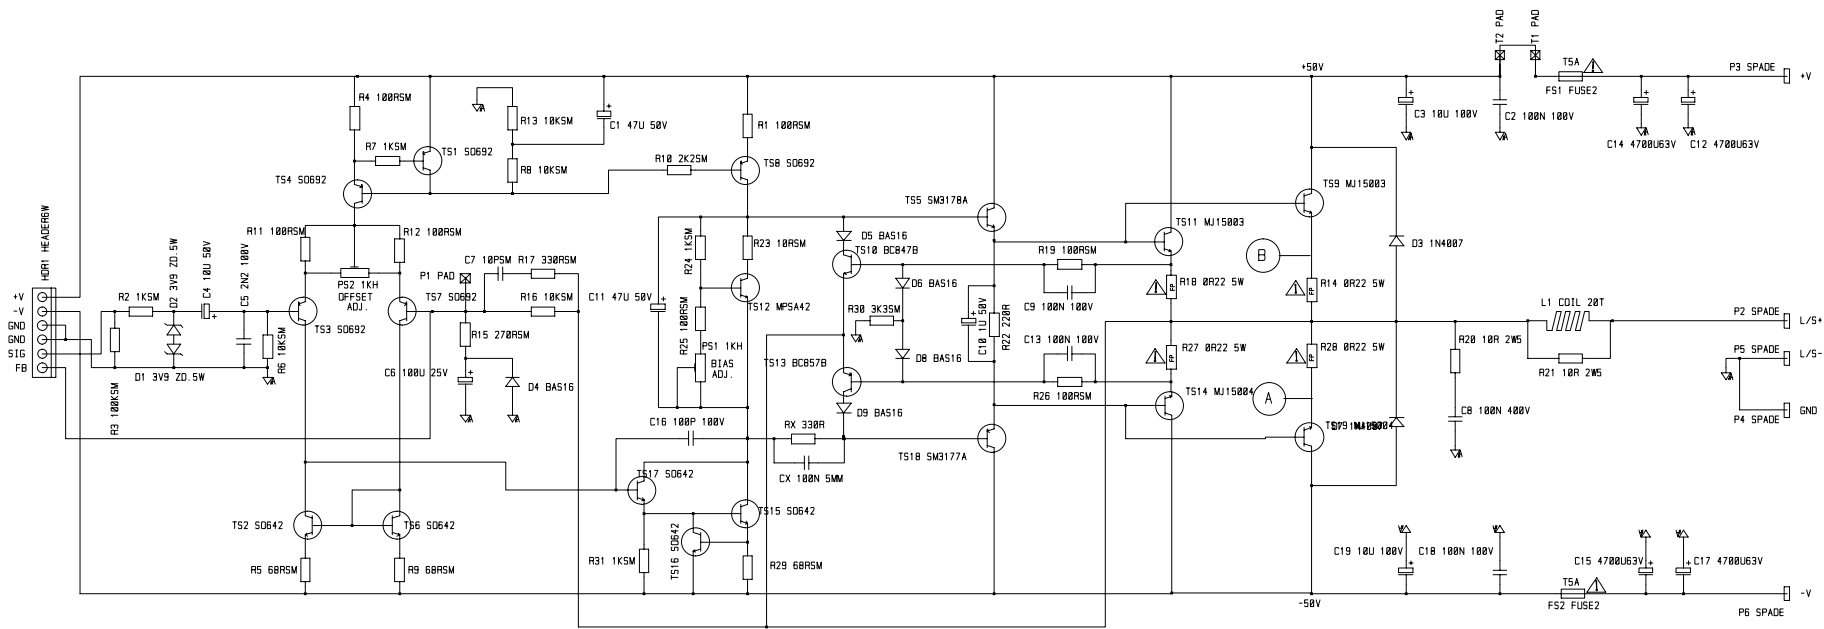 T2 PAD
T1 PAD
+50V
T5A
FS1 FUSE2
P3 SPADE
+V
R4 100RSM
R13 10KSM
C1 47U 50V
R1 100RSM
C3 10U 100V
C2 100N 100V
C14 4700U63V
C12 4700U63V
R7 1KSM
TS1 SO692
R8 10KSM
R10 2K2SM
TS8 SO692
TS4 SO692
TS5 SM3178A
TS9 MJ15003
HDR1 HEADER6W
R11 100RSM
R12 100RSM
TS11 MJ15003
D2 3V9 ZD.5W
C4 10U 50V
C5 2N2 100V
C7 10PSM
R17 330RSM
R24 1KSM
R23 10RSM
D5 BAS16
TS10 BC847B
R19 100RSM
B
D3 1N4007
P1 PAD
PS2 1KH
OFFSET
ADJ.
D6 BAS16
R18 0R22 5W
R14 0R22 5W
FP
FP
+V
-V
GND
GND
SIG
FB
R2 1KSM
TS7 SO692
R16 10KSM
C11 47U 50V
TS12 MPSA42
C9 100N 100V
L1 COIL 20T
P2 SPADE
L/S+
TS3 SO692
R30 3K3SM
C10 1U 50V
R22 220R
R15 270RSM
R25 100RSM
PS1 1KH
BIAS
ADJ.
C13 100N 100V
R27 0R22 5W
R28 0R22 5W
FP
FP
R20 10R 2W5
P5 SPADE
L/S-
R6 10KSM
D1 3V9 ZD.5W
C6 100U 25V
D4 BAS16
TS13 BC857B
D8 BAS16
R21 10R 2W5
R3 100KSM
D9 BAS16
R26 100RSM
TS14 MJ15004
A
C8 100N 400V
GND
P4 SPADE
C16 100P 100V
RX 330R
TS18 SM3177A
CX 100N 5MM
TS17 SO642
TS2 SO642
TS6 SO642
TS15 SO642
TS16 SO642
R5 68RSM
R9 68RSM
R31 1KSM
R29 68RSM
C19 10U 100V
C18 100N 100V
C15 4700U63V
C17 4700U63V
T5A
FS2 FUSE2
-50V
-V
P6 SPADE